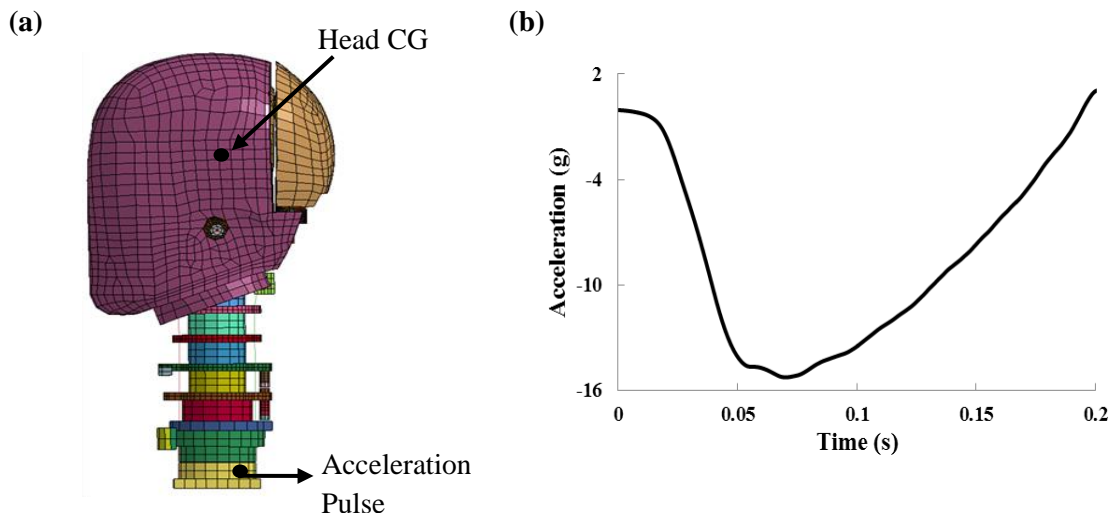 (a)
Head CG
Acceleration
Pulse
(b)
2
-4
-10
-16
Acceleration (g)
0
0.05
0.1
0.15
0.2
Time (s)